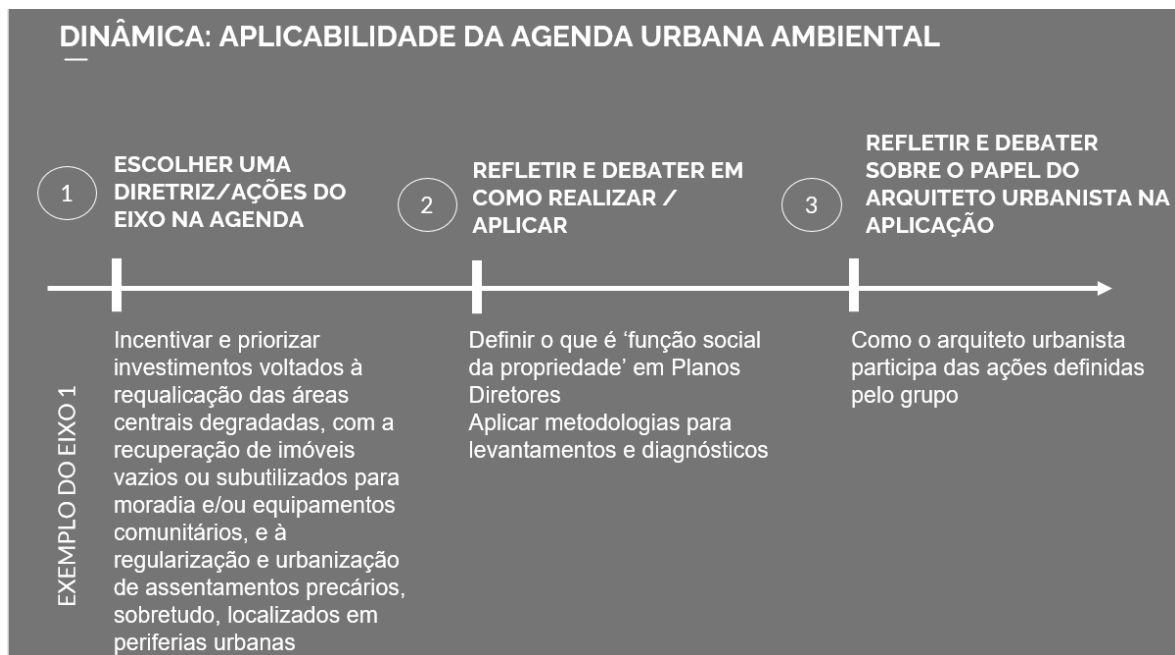 DINÂMICA: APLICABILIDADE DA AGENDA URBANA AMBIENTAL
1
ESCOLHER UMA
DIRETRIZ/AÇÕES DO
EIXO NA AGENDA
2
REFLETIR E DEBATER EM
COMO REALIZAR /
APLICAR
3
REFLETIR E DEBATER
SOBRE O PAPEL DO
ARQUITETO URBANISTA NA
APLICAÇÃO
EXEMPLO DO EIXO 1
Incentivar e priorizar
investimentos voltados à
requalicação das áreas
centrais degradadas, com a
recuperação de imóveis
vazios ou subutilizados para
moradia e/ou equipamentos
comunitários, e à
regularização e urbanização
de assentamentos precários,
sobretudo, localizados em
periferias urbanas
Definir o que é ‘função social
da propriedade’ em Planos
Diretores
Aplicar metodologias para
levantamentos e diagnósticos
Como o arquiteto urbanista
participa das ações definidas
pelo grupo